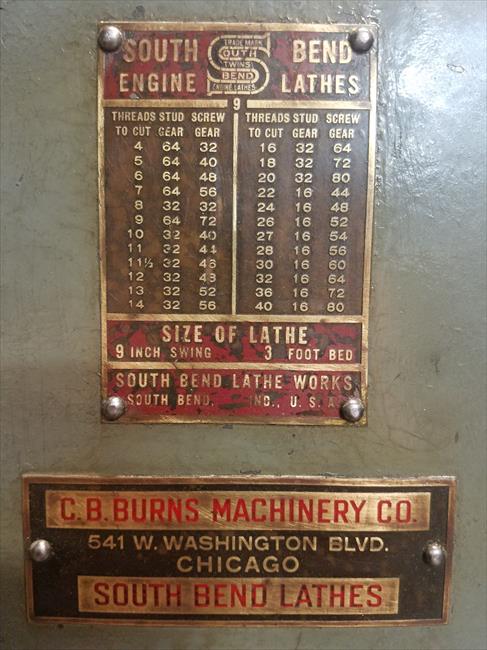 SOUTH BEND
ENGINE LATHES
TRADE MARK
SOUTH
TWINS
BEND
ENGINE LATHES
9
THREADS STUD SCREW
TO CUT GEAR GEAR
4 64 32
5 64 40
6 64 48
7 64 56
8 32 32
9 64 72
10 32 40
11 32 44
11½ 32 46
12 32 48
13 32 52
14 32 56
THREADS STUD SCREW
TO CUT GEAR GEAR
16 32 64
18 32 72
20 32 80
22 16 44
24 16 48
26 16 52
27 16 54
28 16 56
30 16 60
32 16 64
36 16 72
40 16 80
SIZE OF LATHE
9 INCH SWING 3 FOOT BED
SOUTH BEND LATHE WORKS
SOUTH BEND, IND., U. S. A.
C.B.BURNS MACHINERY CO.
541 W. WASHINGTON BLVD.
CHICAGO
SOUTH BEND LATHES